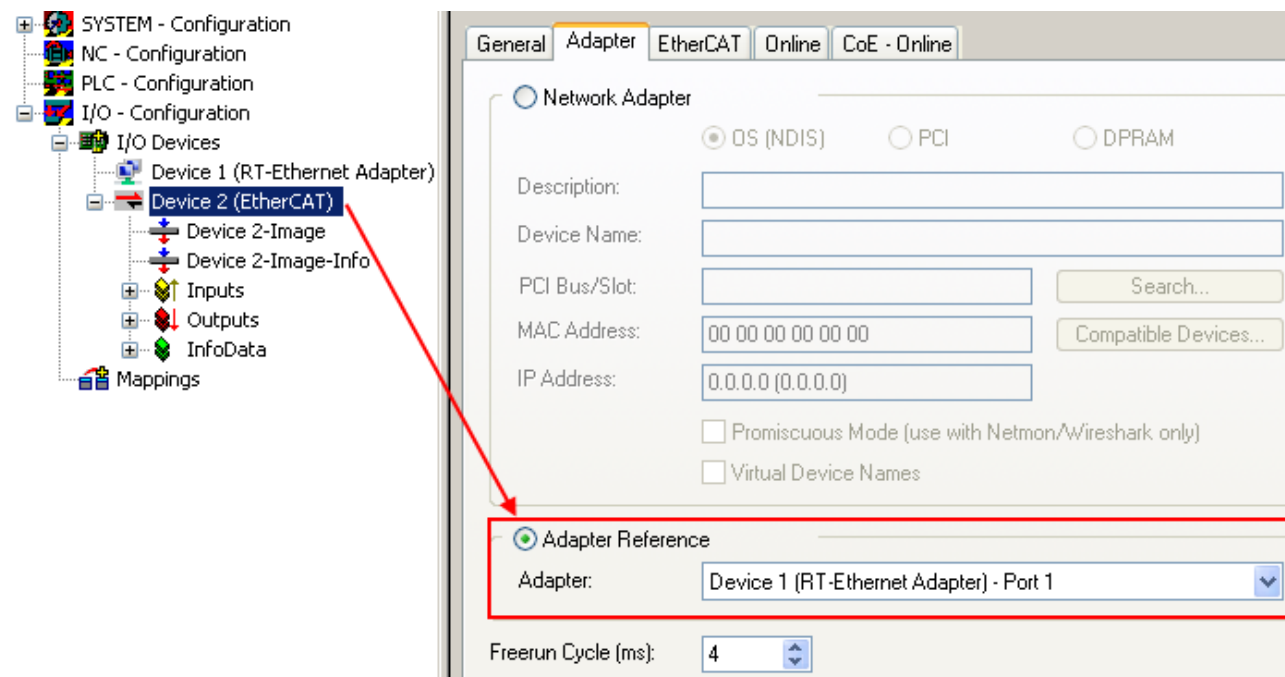 SYSTEM - Configuration
NC - Configuration
PLC - Configuration
I/O - Configuration
I/O Devices
Device 1 (RT-Ethernet Adapter)
Device 2 (EtherCAT)
Device 2-Image
Device 2-Image-Info
Inputs
Outputs
InfoData
Mappings
General Adapter EtherCAT Online CoE - Online
Network Adapter
OS (NDIS) PCI DPRAM
Description:
Device Name:
PCI Bus/Slot: Search...
MAC Address: 00 00 00 00 00 00 Compatible Devices...
IP Address: 0.0.0.0 (0.0.0.0)
Promiscuous Mode (use with Netmon/Wireshark only)
Virtual Device Names
Adapter Reference
Adapter: Device 1 (RT-Ethernet Adapter) - Port 1
Freerun Cycle (ms): 4